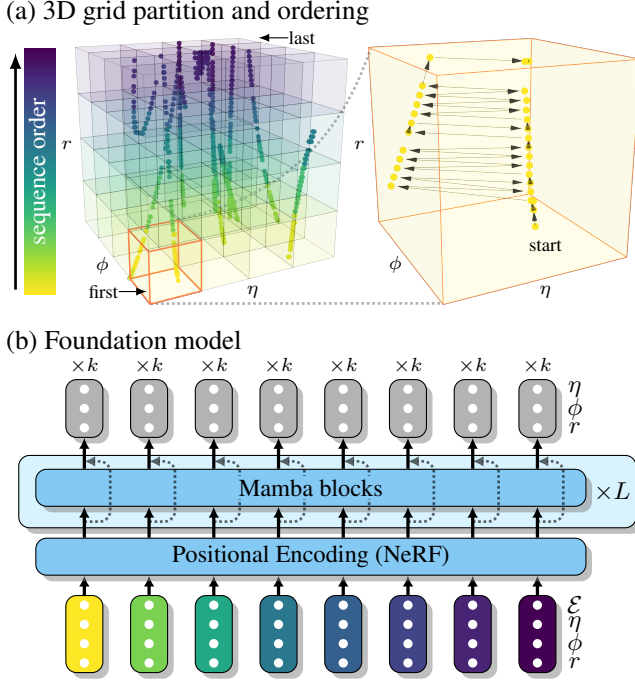 (a) 3D grid partition and ordering
last
sequence order
r
r
start
ϕ
ϕ
first
η
η
(b) Foundation model
×k ×k ×k ×k ×k ×k ×k ×k
η
ϕ
r
Mamba blocks
×L
Positional Encoding (NeRF)
ℰ
η
ϕ
r